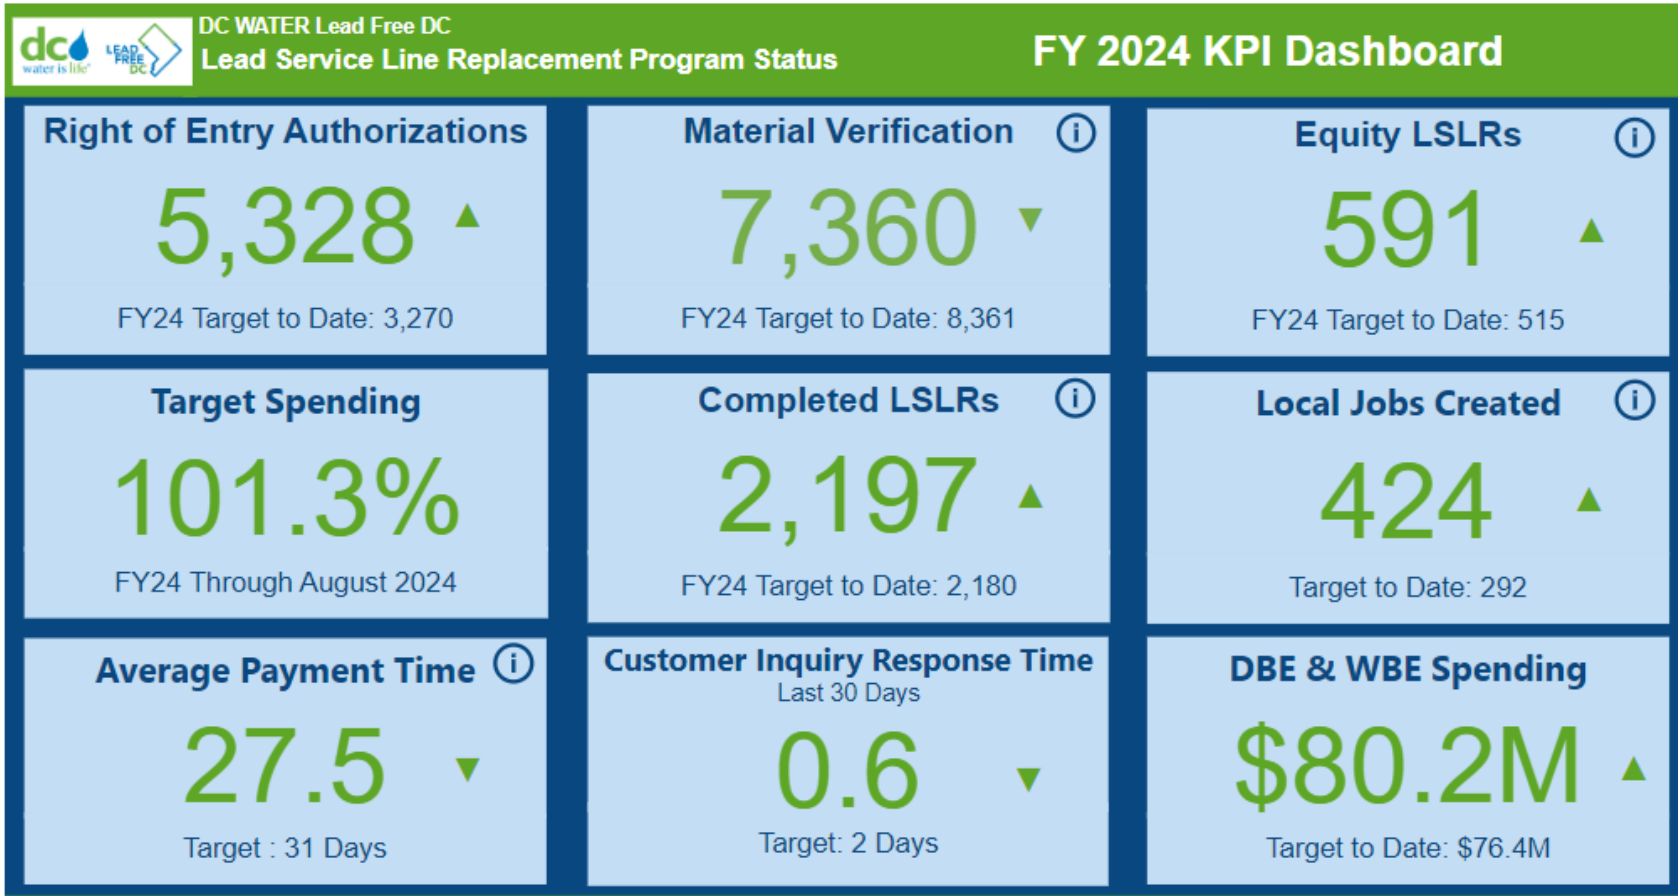 dc
water is life
LEAD
FREE
DC
DC WATER Lead Free DC
Lead Service Line Replacement Program Status
FY 2024 KPI Dashboard
Right of Entry Authorizations
5,328 ▲
FY24 Target to Date: 3,270
Material Verification ⓘ
7,360 ▼
FY24 Target to Date: 8,361
Equity LSLRs ⓘ
591 ▲
FY24 Target to Date: 515
Target Spending
101.3%
FY24 Through August 2024
Completed LSLRs ⓘ
2,197 ▲
FY24 Target to Date: 2,180
Local Jobs Created ⓘ
424 ▲
Target to Date: 292
Average Payment Time ⓘ
27.5 ▼
Target : 31 Days
Customer Inquiry Response Time
Last 30 Days
0.6 ▼
Target: 2 Days
DBE & WBE Spending
$80.2M ▲
Target to Date: $76.4M